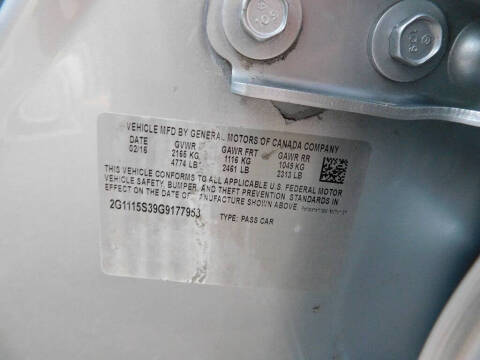 VEHICLE MFD BY GENERAL MOTORS OF CANADA COMPANY
DATE GVWR GAWR FRT GAWR RR
02/16 2166 KG 1116 KG 1049 KG
4774 LB 2461 LB 2313 LB
THIS VEHICLE CONFORMS TO ALL APPLICABLE U.S. FEDERAL MOTOR
VEHICLE SAFETY, BUMPER, AND THEFT PREVENTION STANDARDS IN
EFFECT ON THE DATE OF MANUFACTURE SHOWN ABOVE.
2G1115S39G9177953 TYPE: PASS CAR